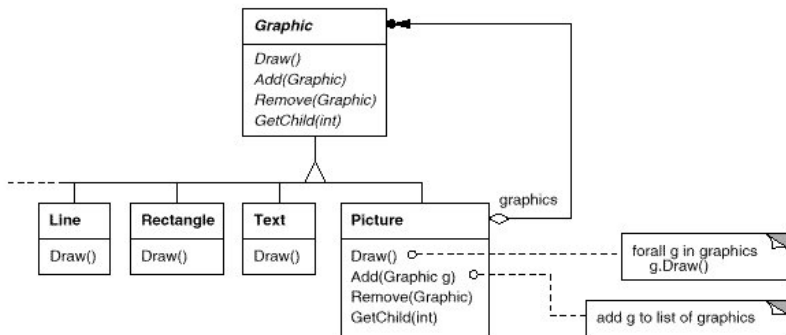 Graphic
Draw()
Add(Graphic)
Remove(Graphic)
GetChild(int)
graphics
Line
Draw()
Rectangle
Draw()
Text
Draw()
Picture
Draw()
Add(Graphic g)
Remove(Graphic)
GetChild(int)
forall g in graphics
g.Draw()
add g to list of graphics